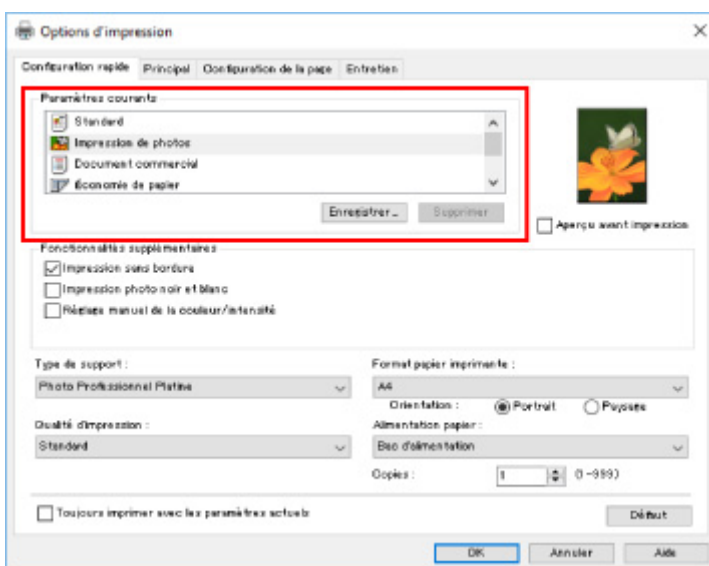 Options d'impression
Configuration rapide Principal Configuration de la page Entretien
Paramètres courants
Standard
Impression de photos
Document commercial
Économie de papier
Enregistrer... Supprimer
Aperçu avant impression
Fonctionnalités supplémentaires
Impression sans bordure
Impression photo noir et blanc
Réglage manuel de la couleur/intensité
Type de support : Format papier imprimante :
Photo Professionnel Platine A4
Orientation : Portrait Paysage
Qualité d'impression : Alimentation papier :
Standard Bac d'alimentation
Copies : 1 (1-999)
Toujours imprimer avec les paramètres actuels Défaut
OK Annuler Aide